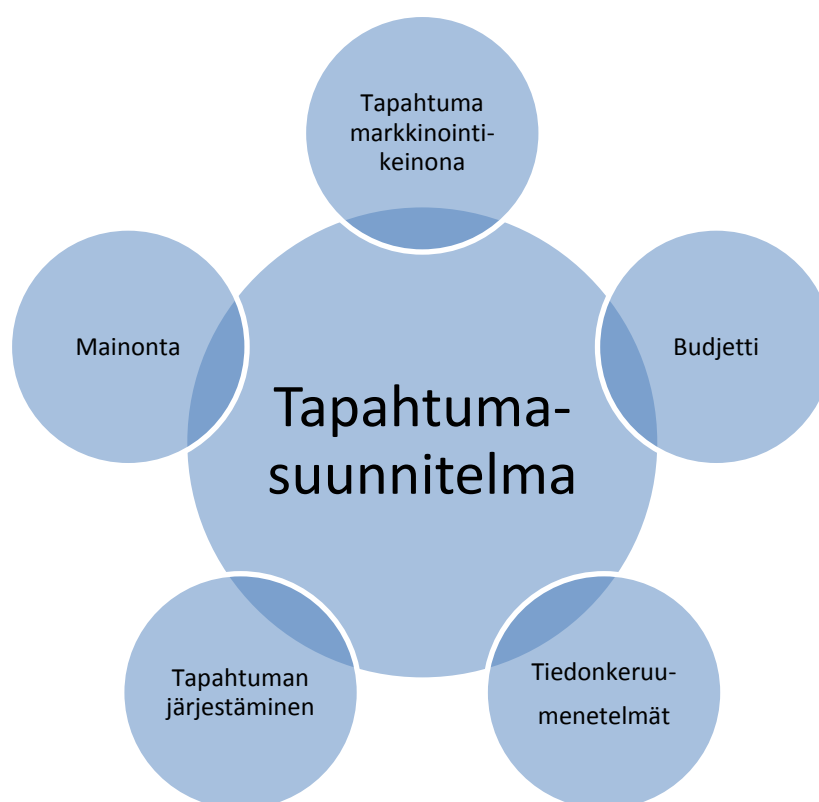 Tapahtuma
markkinointi-
keinona
Mainonta
Budjetti
Tapahtuma-
suunnitelma
Tapahtuman
järjestäminen
Tiedonkeruu-
menetelmät